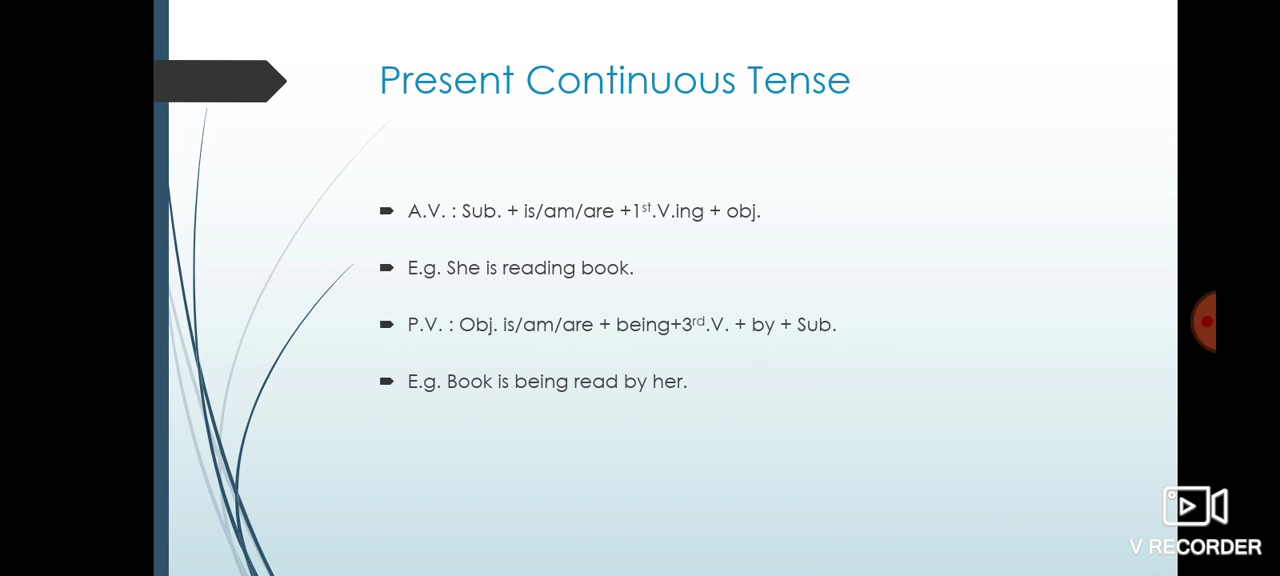 Present Continuous Tense
A.V. : Sub. + is/am/are +1st.V.ing + obj.
E.g. She is reading book.
P.V. : Obj. is/am/are + being+3rd.V. + by + Sub.
E.g. Book is being read by her.
V RECORDER